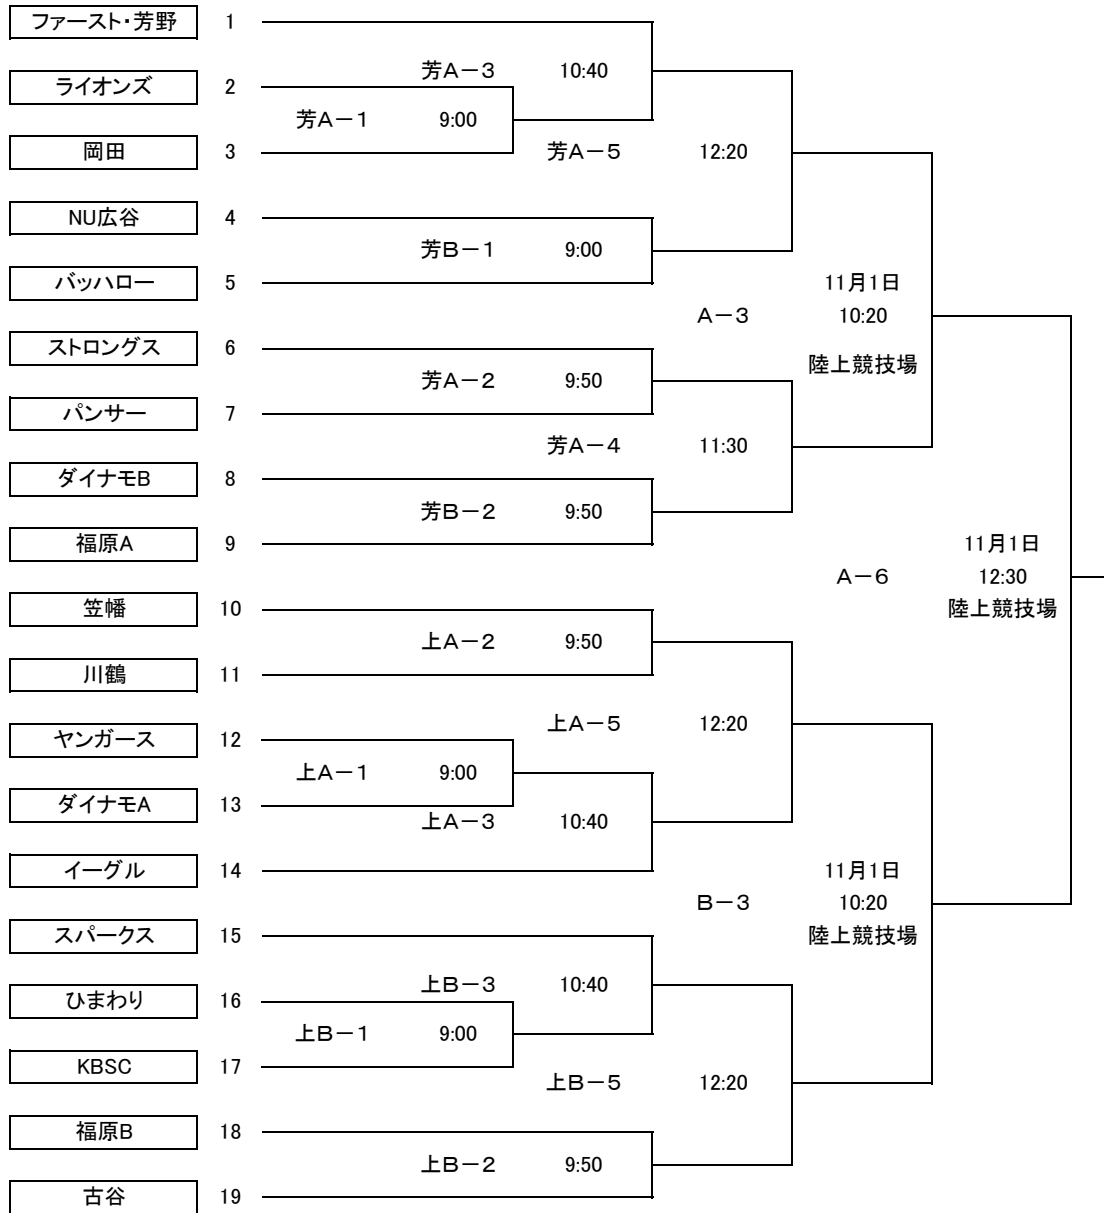 ファースト・芳野 1
芳A－3 10:40
ライオンズ 2
芳A－1 9:00
岡田 3 芳A－5 12:20
NU広谷 4
芳B－1 9:00
バッハロー 5 11月1日
A－3 10:20
ストロングス 6 陸上競技場
芳A－2 9:50
パンサー 7
芳A－4 11:30
ダイナモB 8
芳B－2 9:50
福原A 9 11月1日
A－6 12:30
笠幡 10 陸上競技場
上A－2 9:50
川鶴 11
上A－5 12:20
ヤンガース 12
上A－1 9:00
ダイナモA 13
上A－3 10:40
イーグル 14 11月1日
B－3 10:20
スパークス 15 陸上競技場
上B－3 10:40
ひまわり 16
上B－1 9:00
KBSC 17
上B－5 12:20
福原B 18
上B－2 9:50
古谷 19